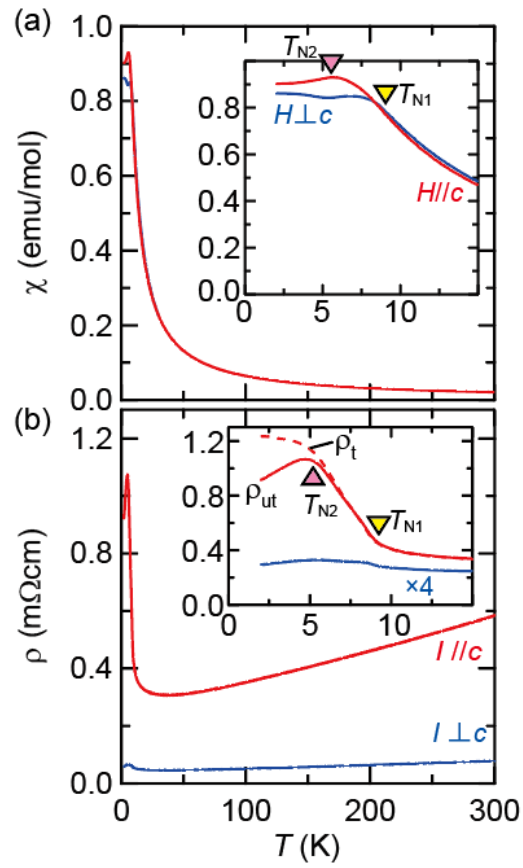 (a)
1.0
0.8
0.6
0.4
0.2
0.0
χ (emu/mol)
T_N2
T_N1
H⊥c
H//c
0.8
0.6
0.4
0.2
0.0
0 5 10
(b)
1.2
0.8
0.4
0.0
ρ (mΩcm)
1.2
0.8
0.4
0.0
ρ_t
ρ_ut
T_N2
T_N1
×4
0 5 10
I //c
I ⊥c
0 100 200 300
T (K)